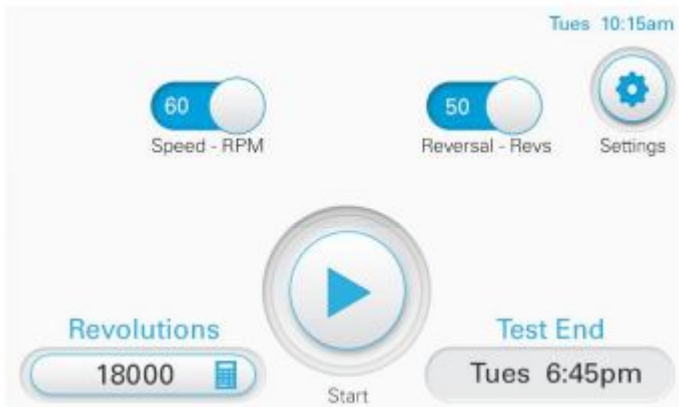 Tues 10:15am
60
50
Speed - RPM
Reversal - Revs
Settings
Revolutions
Test End
18000
Tues 6:45pm
Start